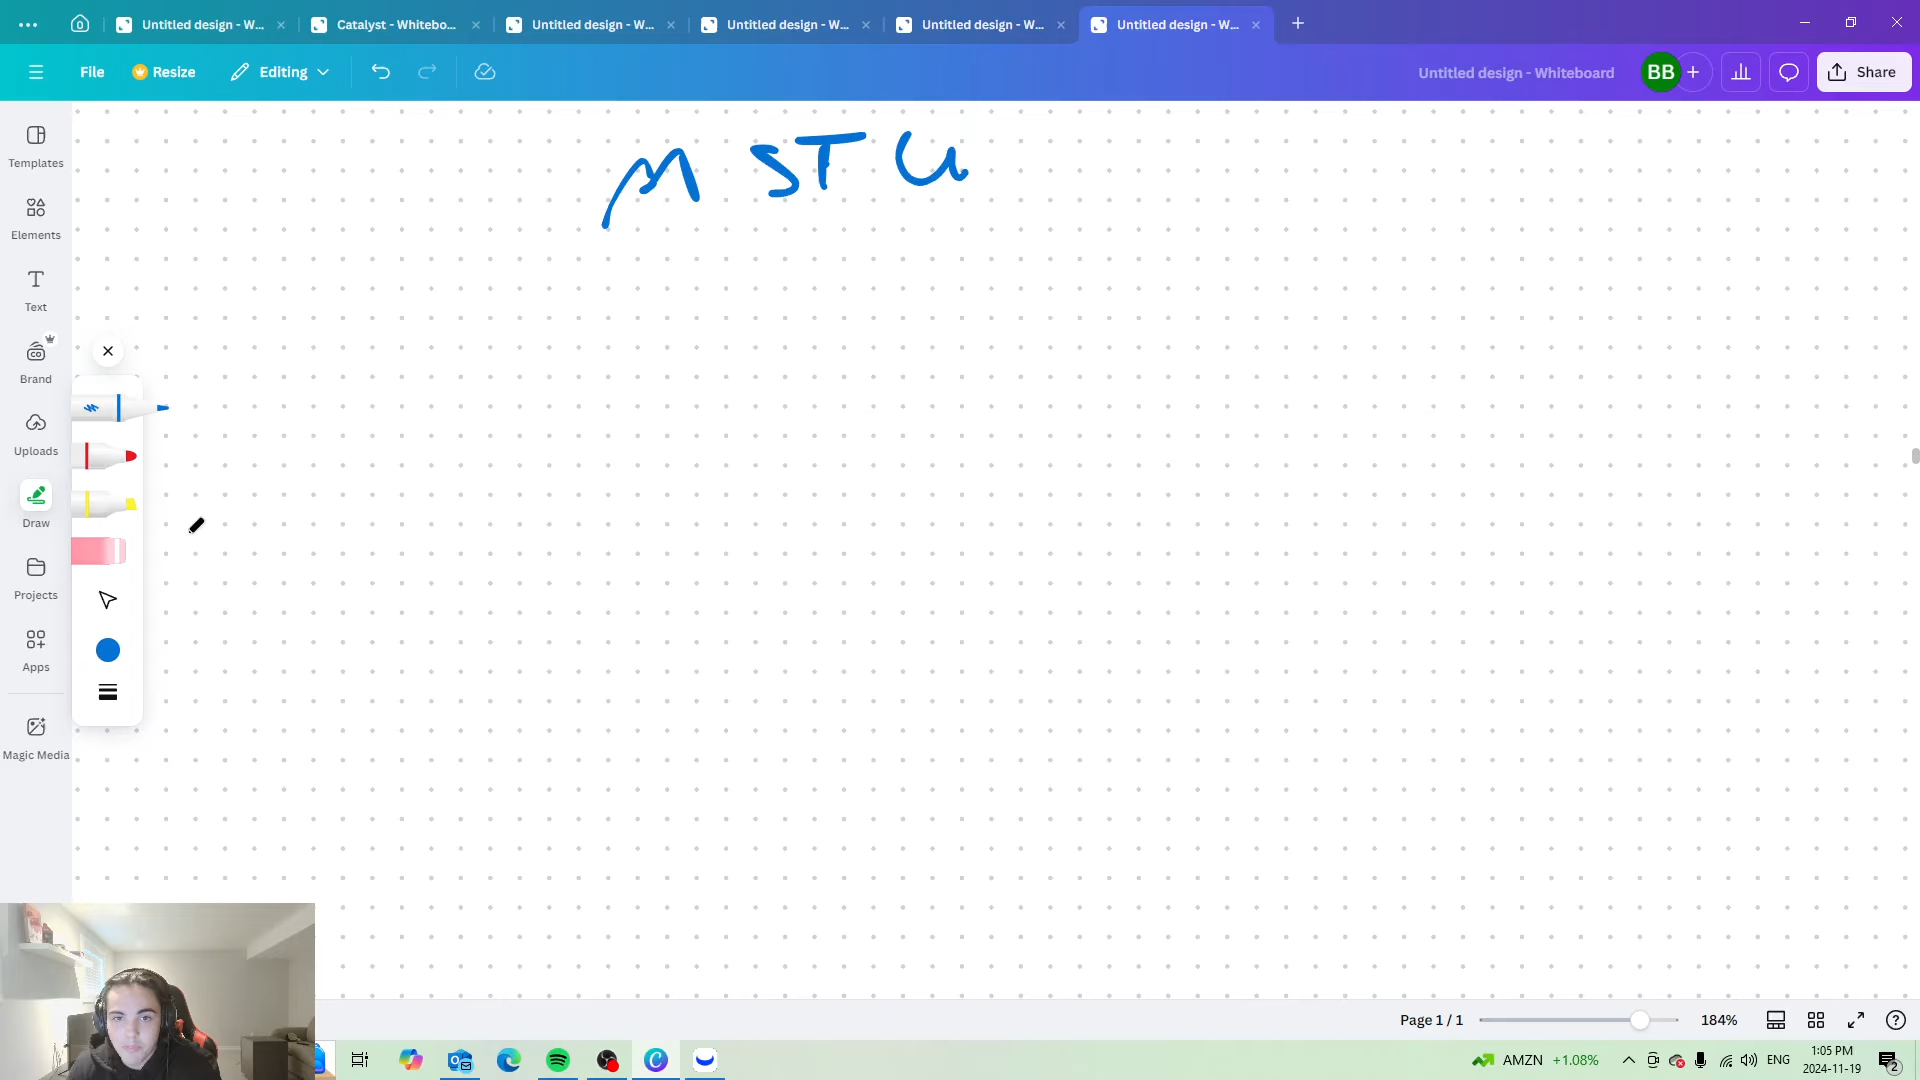 Untitled design - W...
Catalyst - Whitebo...
Untitled design - W...
Untitled design - W...
Untitled design - W...
Untitled design - W...
File
Resize
Editing
Untitled design - Whiteboard
BB
Share
Templates
Elements
Text
Brand
Uploads
Draw
Projects
Apps
Magic Media
M ST U
Page 1 / 1
184%
AMZN +1.08%
ENG
1:05 PM
2024-11-19
2